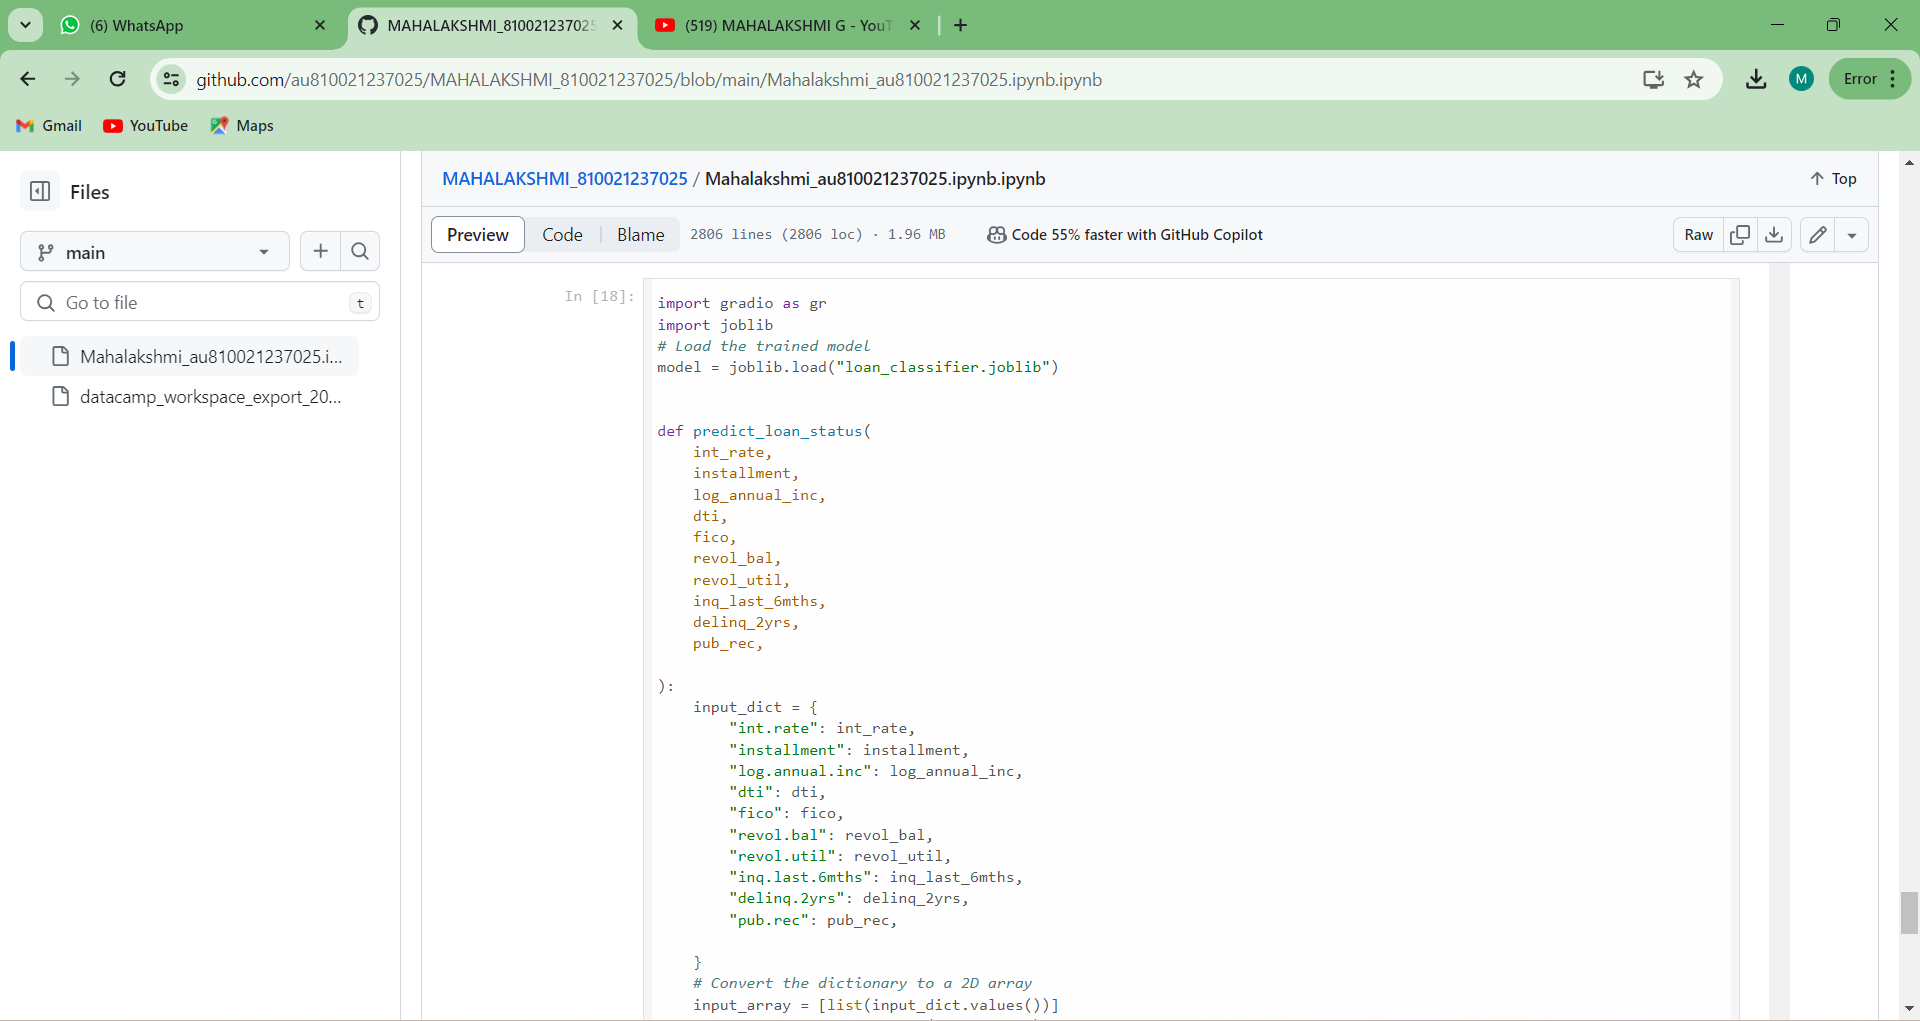 (6) WhatsApp
MAHALAKSHMI_810021237025
(519) MAHALAKSHMI G - YouT
github.com/au810021237025/MAHALAKSHMI_810021237025/blob/main/Mahalakshmi_au810021237025.ipynb.ipynb
M
Error
Gmail
YouTube
Maps
Files
main
Go to file
t
Mahalakshmi_au810021237025.i...
datacamp_workspace_export_20...
MAHALAKSHMI_810021237025 / Mahalakshmi_au810021237025.ipynb.ipynb
Top
Preview
Code
Blame
2806 lines (2806 loc) · 1.96 MB
Code 55% faster with GitHub Copilot
Raw
In [18]:
import gradio as gr
import joblib
# Load the trained model
model = joblib.load("loan_classifier.joblib")
def predict_loan_status(
    int_rate,
    installment,
    log_annual_inc,
    dti,
    fico,
    revol_bal,
    revol_util,
    inq_last_6mths,
    delinq_2yrs,
    pub_rec,
):
    input_dict = {
        "int.rate": int_rate,
        "installment": installment,
        "log.annual.inc": log_annual_inc,
        "dti": dti,
        "fico": fico,
        "revol.bal": revol_bal,
        "revol.util": revol_util,
        "inq.last.6mths": inq_last_6mths,
        "delinq.2yrs": delinq_2yrs,
        "pub.rec": pub_rec,
    }
    # Convert the dictionary to a 2D array
    input_array = [list(input_dict.values())]